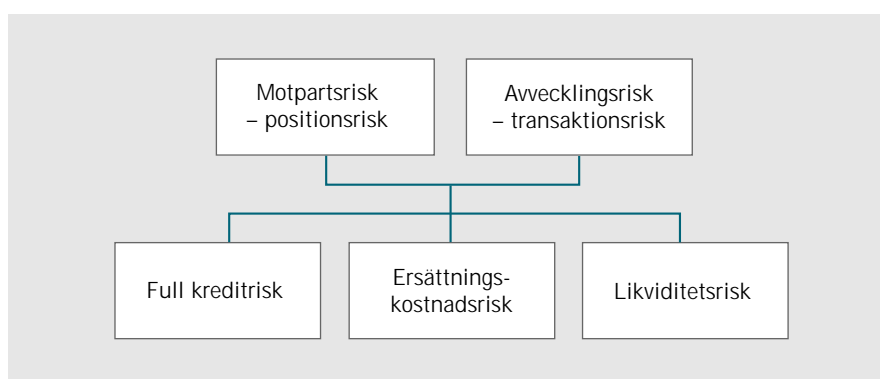 Motpartsrisk
– positionsrisk
Avvecklingsrisk
– transaktionsrisk
Full kreditrisk
Ersättnings-
kostnadsrisk
Likviditetsrisk